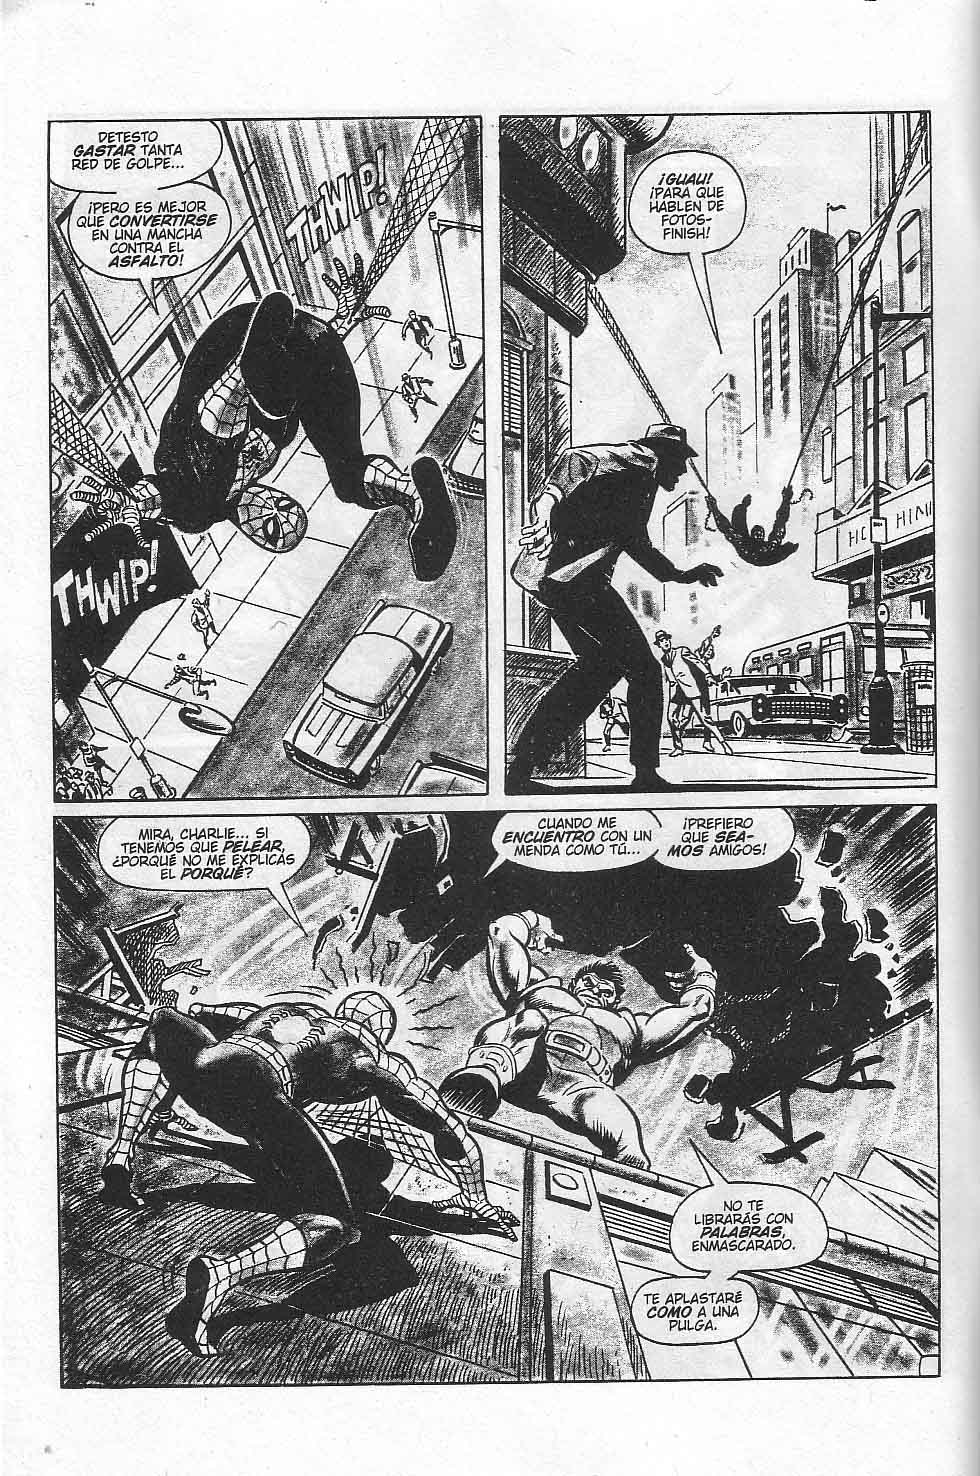 DETESTO
GASTAR TANTA
RED DE GOLPE...
¡PERO ES MEJOR
QUE CONVERTIRSE
EN UNA MANCHA
CONTRA EL
ASFALTO!
THWIP!
THWIP!
¡GUAU!
¡PARA QUE
HABLEN DE
FOTOS-
FINISH!
MIRA, CHARLIE... SI
TENEMOS QUE PELEAR,
¿PORQUÉ NO ME EXPLICAS
EL PORQUÉ?
CUANDO ME
ENCUENTRO CON UN
MENDA COMO TÚ...
¡PREFIERO
QUE SEA-
MOS AMIGOS!
NO TE
LIBRARÁS CON
PALABRAS,
ENMASCARADO.
TE APLASTARÉ
COMO A UNA
PULGA.